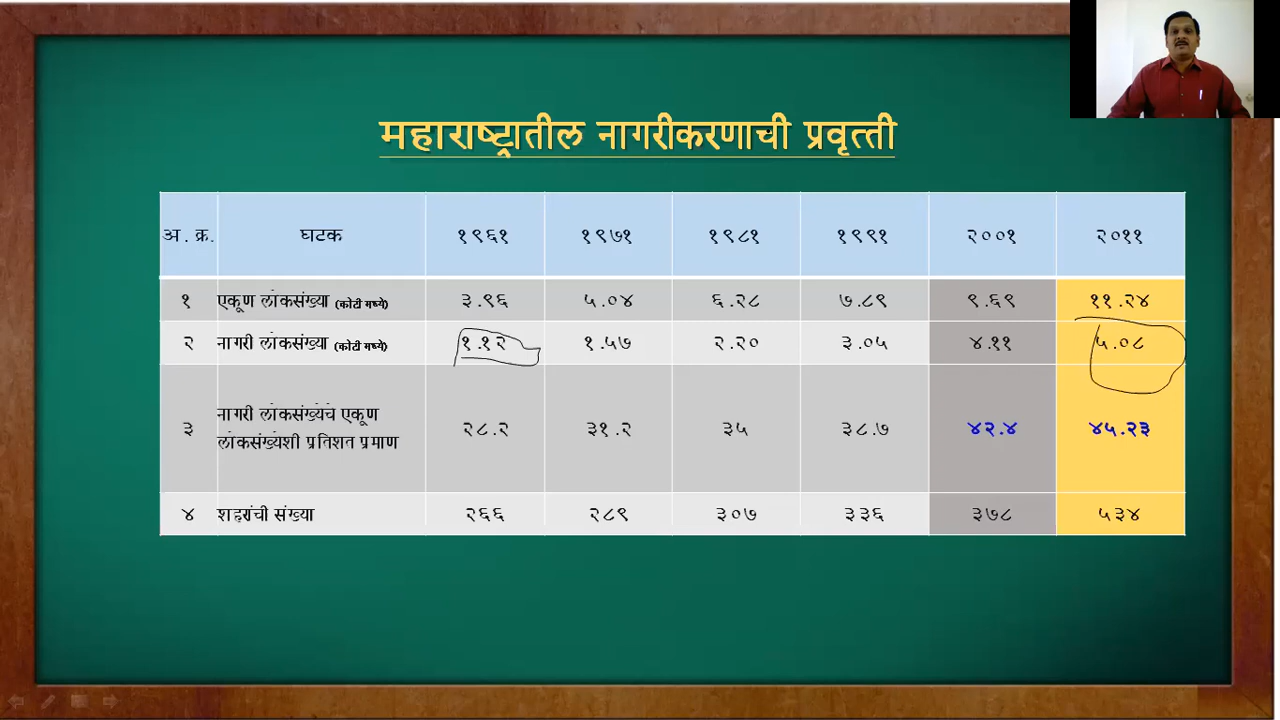 महाराष्ट्रातील नागरीकरणाची प्रवृत्ती
अ. क्र. घटक १९६१ १९७१ १९८१ १९९१ २००१ २०११
१ एकूण लोकसंख्या (कोटी मध्ये) ३.९६ ५.०४ ६.२८ ७.८९ ९.६९ ११.२४
२ नागरी लोकसंख्या (कोटी मध्ये) १.१२ १.५७ २.२० ३.०५ ४.११ ५.०८
३ नागरी लोकसंख्येचे एकूण
लोकसंख्येशी प्रतिशत प्रमाण २८.२ ३१.२ ३५ ३८.७ ४२.४ ४५.२३
४ शहरांची संख्या २६६ २८९ ३०७ ३३६ ३७८ ५३४